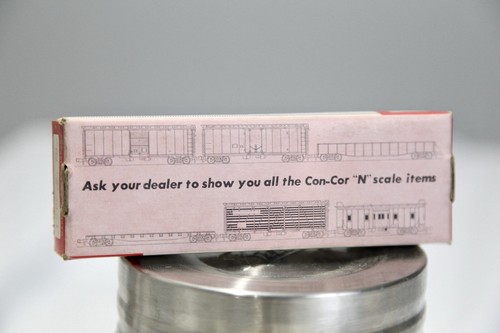 Ask your dealer to show you all the Con-Cor "N" scale items